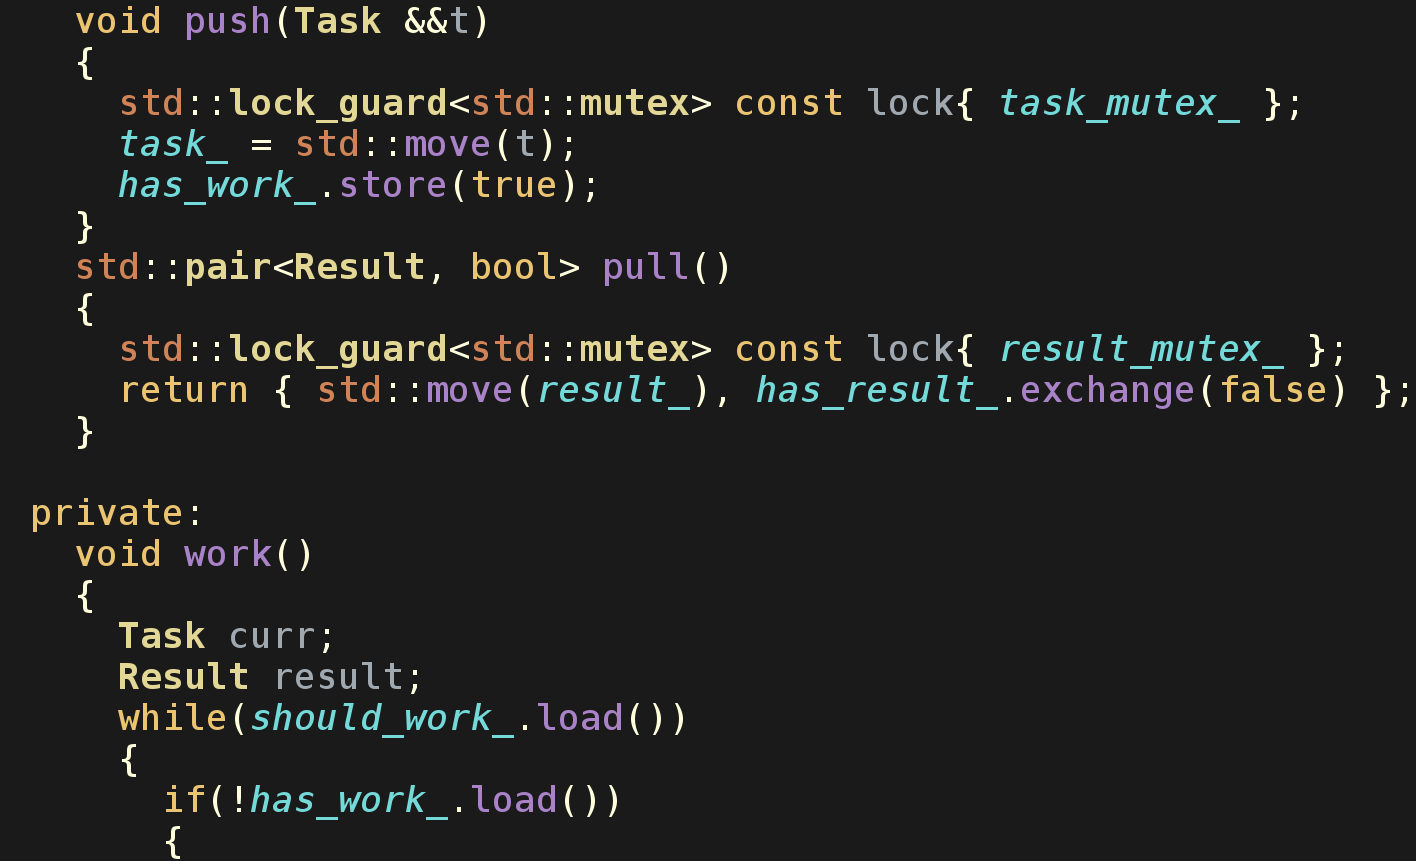 void push(Task &&t)
{
std::lock_guard<std::mutex> const lock{ task_mutex_ };
task_ = std::move(t);
has_work_.store(true);
}
std::pair<Result, bool> pull()
{
std::lock_guard<std::mutex> const lock{ result_mutex_ };
return { std::move(result_), has_result_.exchange(false) };
}
private:
void work()
{
Task curr;
Result result;
while(should_work_.load())
{
if(!has_work_.load())
{